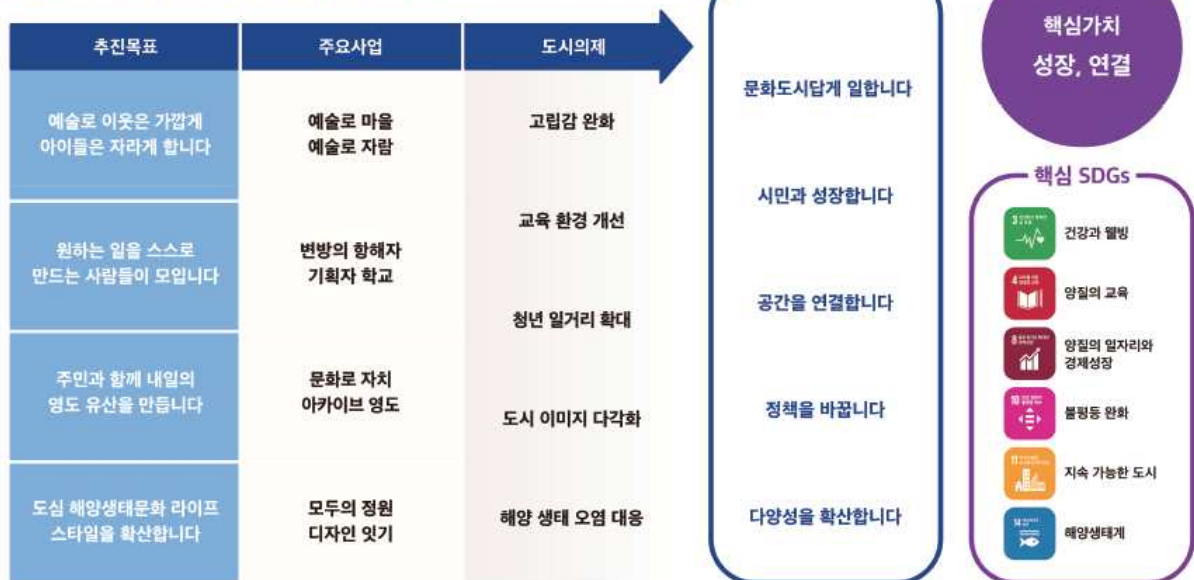 추진목표
주요사업
도시의제
예술로 이웃은 가깝게
아이들은 자라게 합니다
예술로 마을
예술로 자람
고립감 완화
원하는 일을 스스로
만드는 사람들이 모입니다
변방의 항해자
기획자 학교
교육 환경 개선
청년 일거리 확대
주민과 함께 내일의
영도 유산을 만듭니다
문화로 자치
아카이브 영도
도시 이미지 다각화
도심 해양생태문화 라이프
스타일을 확산합니다
모두의 정원
디자인 잇기
해양 생태 오염 대응
문화도시답게 일합니다
시민과 성장합니다
공간을 연결합니다
정책을 바꿉니다
다양성을 확산합니다
핵심가치
성장, 연결
핵심 SDGs
3
건강과 웰빙
4
양질의 교육
8
양질의 일자리와
경제성장
10
불평등 완화
11
지속 가능한 도시
14
해양생태계